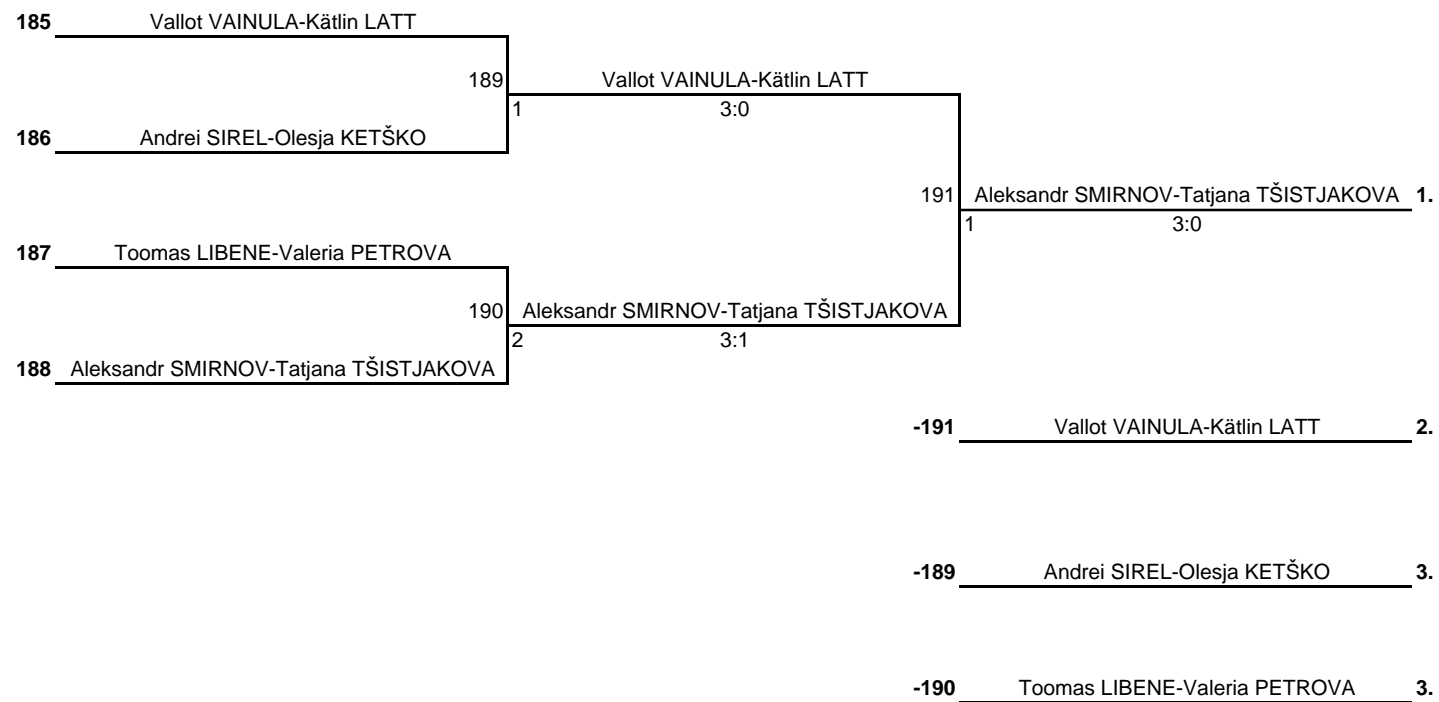 185 Vallot VAINULA-Kätlin LATT
189 Vallot VAINULA-Kätlin LATT
1 3:0
186 Andrei SIREL-Olesja KETŠKO
191 Aleksandr SMIRNOV-Tatjana TŠISTJAKOVA 1.
1 3:0
187 Toomas LIBENE-Valeria PETROVA
190 Aleksandr SMIRNOV-Tatjana TŠISTJAKOVA
2 3:1
188 Aleksandr SMIRNOV-Tatjana TŠISTJAKOVA
-191 Vallot VAINULA-Kätlin LATT 2.
-189 Andrei SIREL-Olesja KETŠKO 3.
-190 Toomas LIBENE-Valeria PETROVA 3.